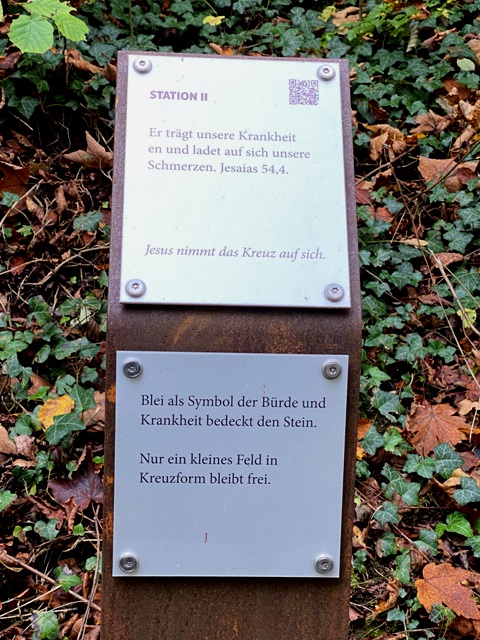 STATION II
Er trägt unsere Krankheit
en und ladet auf sich unsere
Schmerzen. Jesaias 54,4.
Jesus nimmt das Kreuz auf sich.
Blei als Symbol der Bürde und
Krankheit bedeckt den Stein.
Nur ein kleines Feld in
Kreuzform bleibt frei.